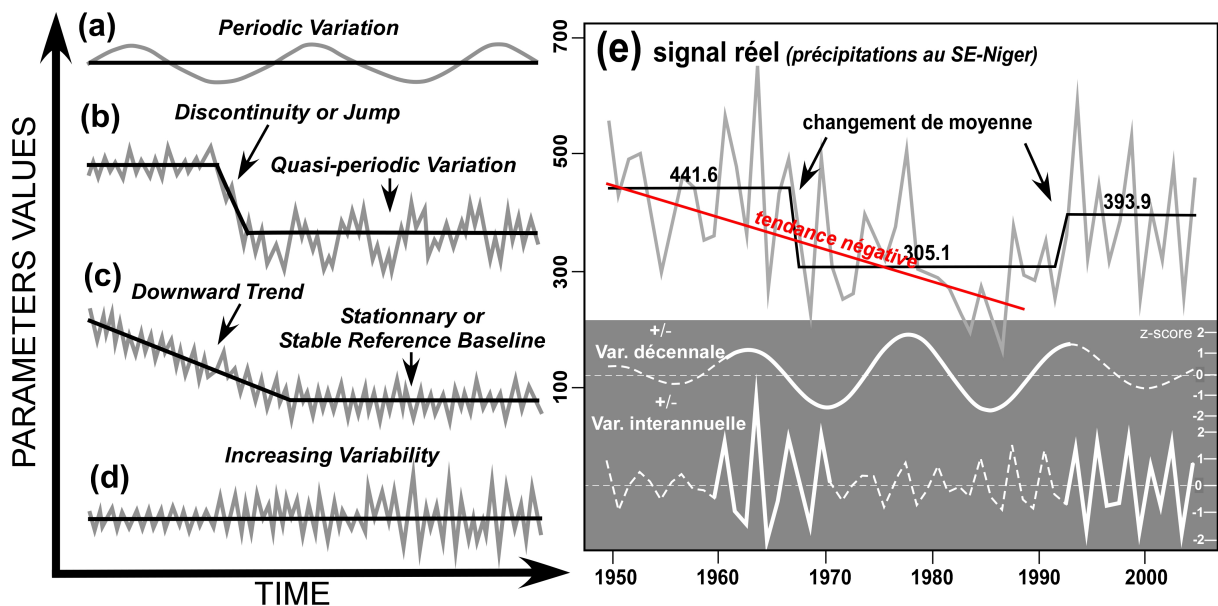 PARAMETERS VALUES
TIME
(a)
Periodic Variation
(b)
Discontinuity or Jump
Quasi-periodic Variation
(c)
Downward Trend
Stationnary or
Stable Reference Baseline
(d)
Increasing Variability
(e) signal réel (précipitations au SE-Niger)
700
500
300
100
changement de moyenne
441.6
393.9
305.1
tendance négative
+/-
Var. décennale
z-score
2
1
0
-1
-2
+/-
Var. interannuelle
2
1
0
-1
-2
1950 1960 1970 1980 1990 2000